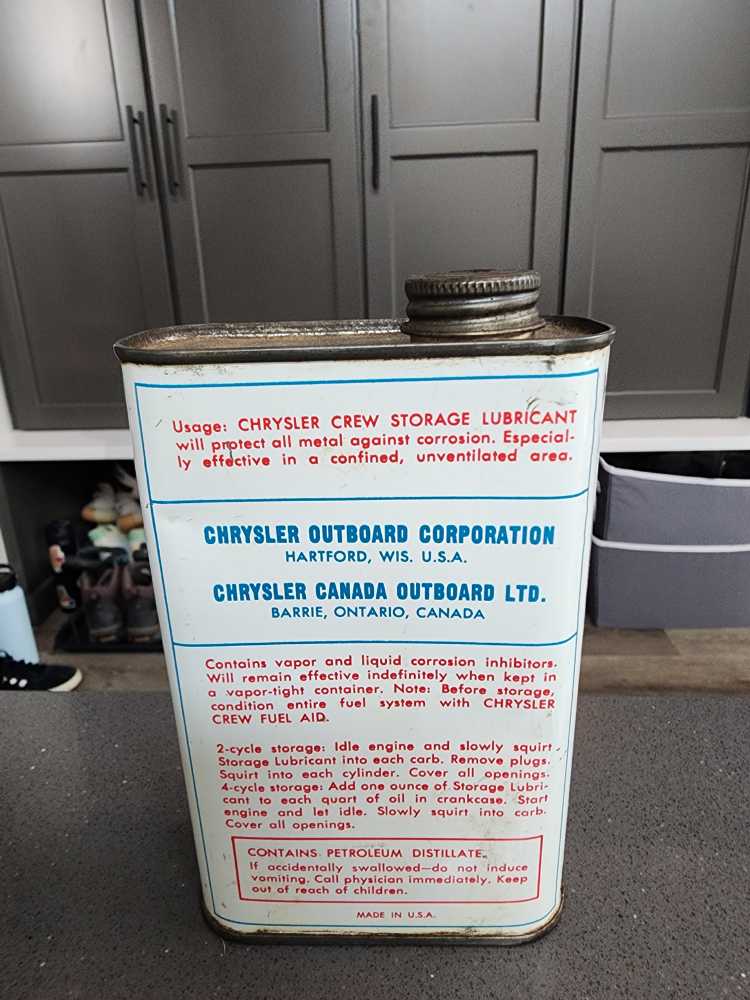 Usage: CHRYSLER CREW STORAGE LUBRICANT
will protect all metal against corrosion. Especial-
ly effective in a confined, unventilated area.
CHRYSLER OUTBOARD CORPORATION
HARTFORD, WIS. U.S.A.
CHRYSLER CANADA OUTBOARD LTD.
BARRIE, ONTARIO, CANADA
Contains vapor and liquid corrosion inhibitors.
Will remain effective indefinitely when kept in
a vapor-tight container. Note: Before storage,
condition entire fuel system with CHRYSLER
CREW FUEL AID.
2-cycle storage: Idle engine and slowly squirt
Storage Lubricant into each carb. Remove plugs.
Squirt into each cylinder. Cover all openings.
4-cycle storage: Add one ounce of Storage Lubri-
cant to each quart of oil in crankcase. Start
engine and let idle. Slowly squirt into carb.
Cover all openings.
CONTAINS PETROLEUM DISTILLATE.
If accidentally swallowed—do not induce
vomiting. Call physician immediately. Keep
out of reach of children.
MADE IN U.S.A.